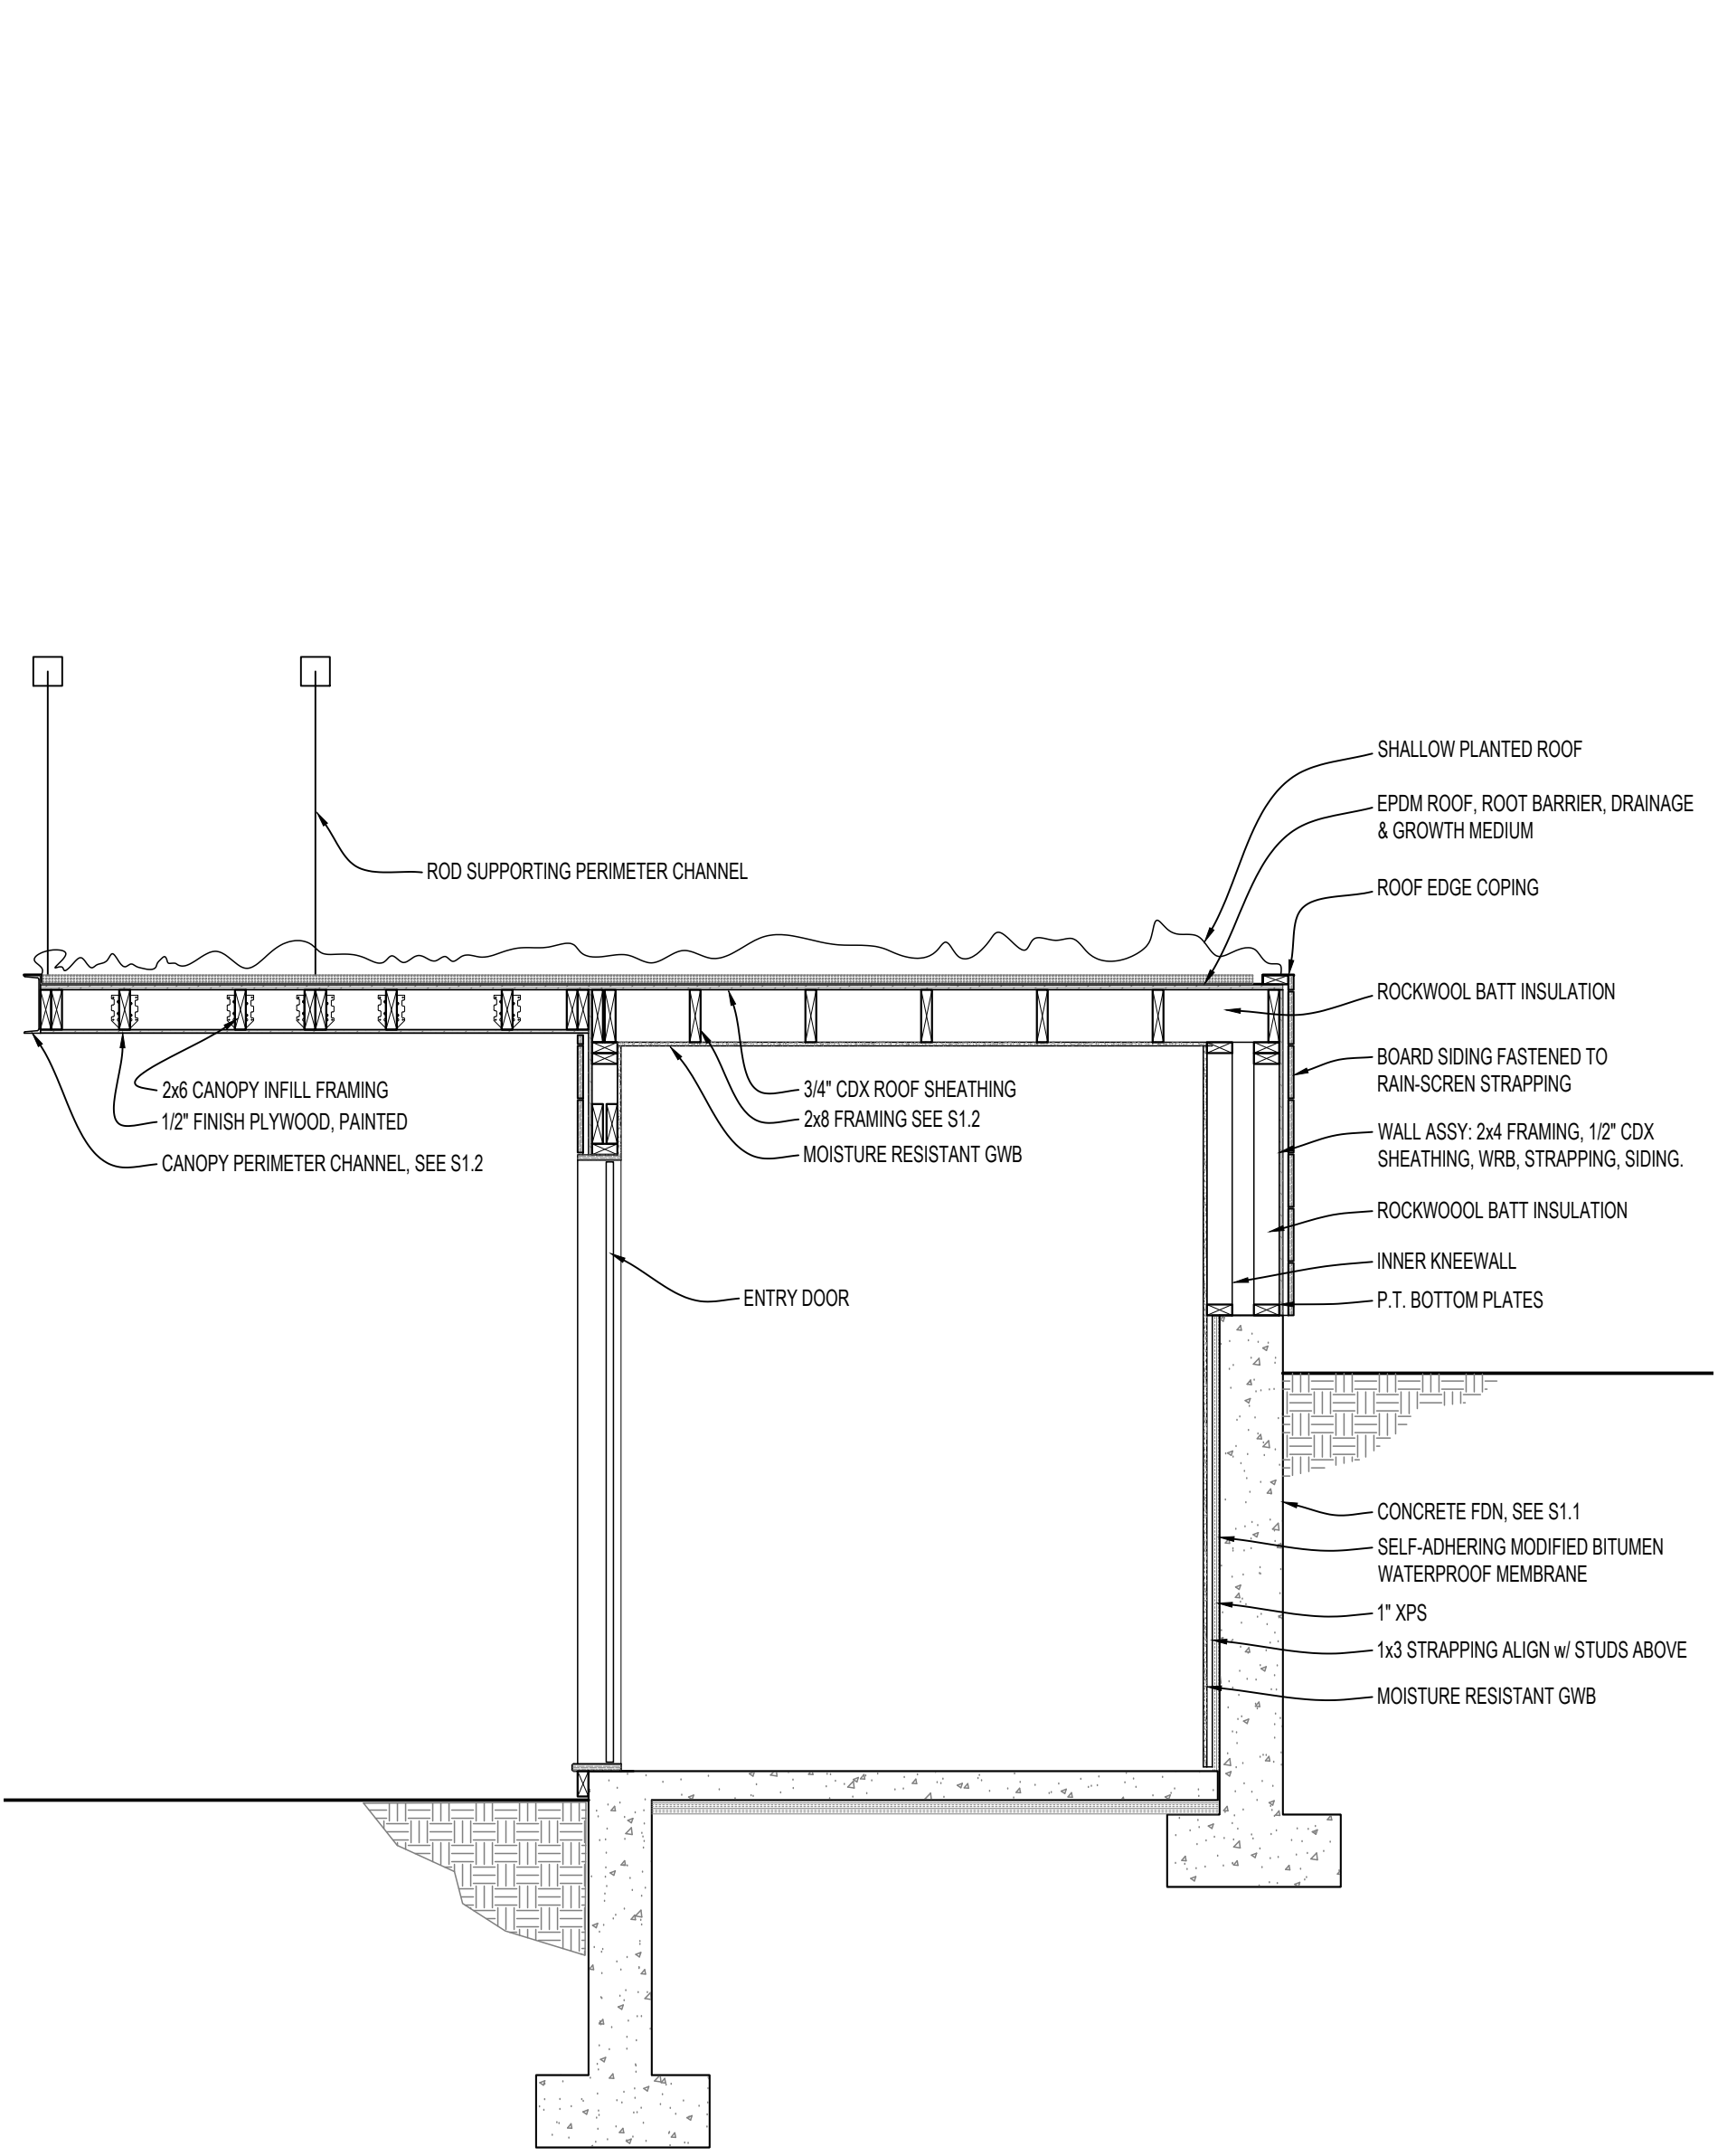 SHALLOW PLANTED ROOF
EPDM ROOF, ROOT BARRIER, DRAINAGE
& GROWTH MEDIUM
ROD SUPPORTING PERIMETER CHANNEL
ROOF EDGE COPING
ROCKWOOL BATT INSULATION
BOARD SIDING FASTENED TO
RAIN-SCREN STRAPPING
2x6 CANOPY INFILL FRAMING
1/2" FINISH PLYWOOD, PAINTED
CANOPY PERIMETER CHANNEL, SEE S1.2
3/4" CDX ROOF SHEATHING
2x8 FRAMING SEE S1.2
MOISTURE RESISTANT GWB
WALL ASSY: 2x4 FRAMING, 1/2" CDX
SHEATHING, WRB, STRAPPING, SIDING.
ROCKWOOOL BATT INSULATION
INNER KNEEWALL
ENTRY DOOR
P.T. BOTTOM PLATES
CONCRETE FDN, SEE S1.1
SELF-ADHERING MODIFIED BITUMEN
WATERPROOF MEMBRANE
1" XPS
1x3 STRAPPING ALIGN w/ STUDS ABOVE
MOISTURE RESISTANT GWB